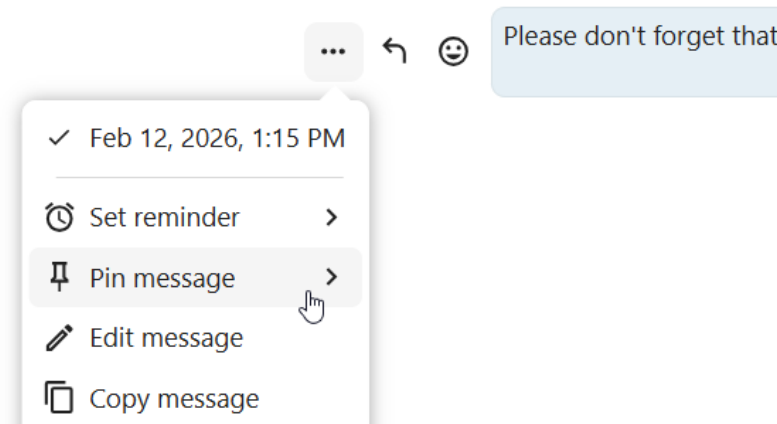 Please don't forget that
Feb 12, 2026, 1:15 PM
Set reminder
Pin message
Edit message
Copy message